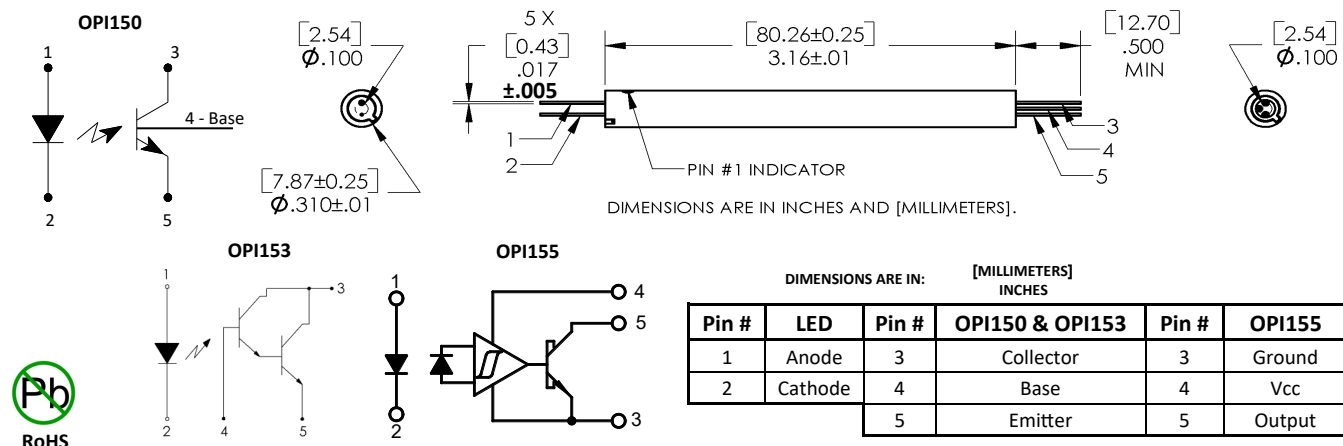 OPI150
1
3
4 - Base
2
5
[2.54]
Ø.100
[7.87±0.25]
Ø.310±.01
5 X
[0.43]
.017
±.005
[80.26±0.25]
3.16±.01
[12.70]
.500
MIN
[2.54]
Ø.100
1
2
PIN #1 INDICATOR
3
4
5
DIMENSIONS ARE IN INCHES AND [MILLIMETERS].
OPI153
1
3
2
4
5
OPI155
1
2
4
5
3
DIMENSIONS ARE IN: [MILLIMETERS]
INCHES
Pin # LED Pin # OPI150 & OPI153 Pin # OPI155
1 Anode 3 Collector 3 Ground
2 Cathode 4 Base 4 Vcc
5 Emitter 5 Output
Pb
RoHS